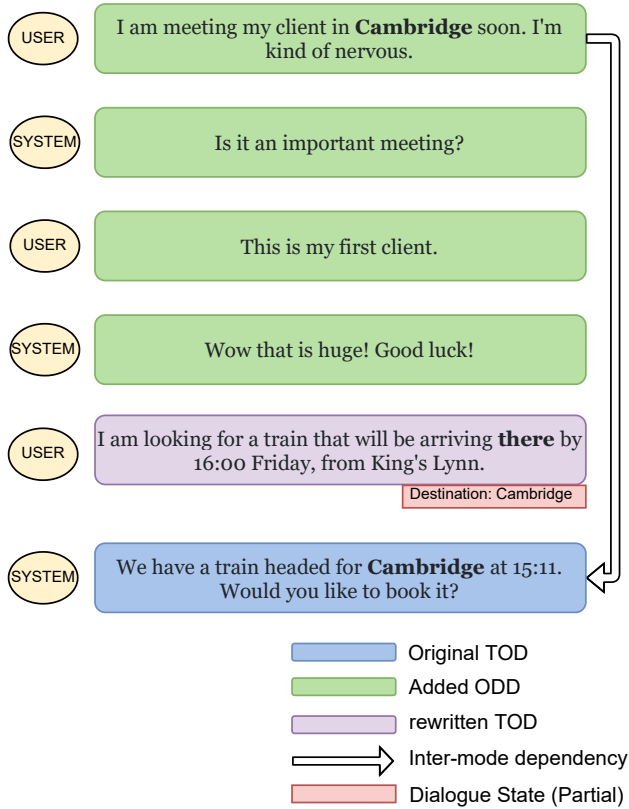 USER
I am meeting my client in Cambridge soon. I'm
kind of nervous.
SYSTEM
Is it an important meeting?
USER
This is my first client.
SYSTEM
Wow that is huge! Good luck!
USER
I am looking for a train that will be arriving there by
16:00 Friday, from King's Lynn.
Destination: Cambridge
SYSTEM
We have a train headed for Cambridge at 15:11.
Would you like to book it?
Original TOD
Added ODD
rewritten TOD
Inter-mode dependency
Dialogue State (Partial)